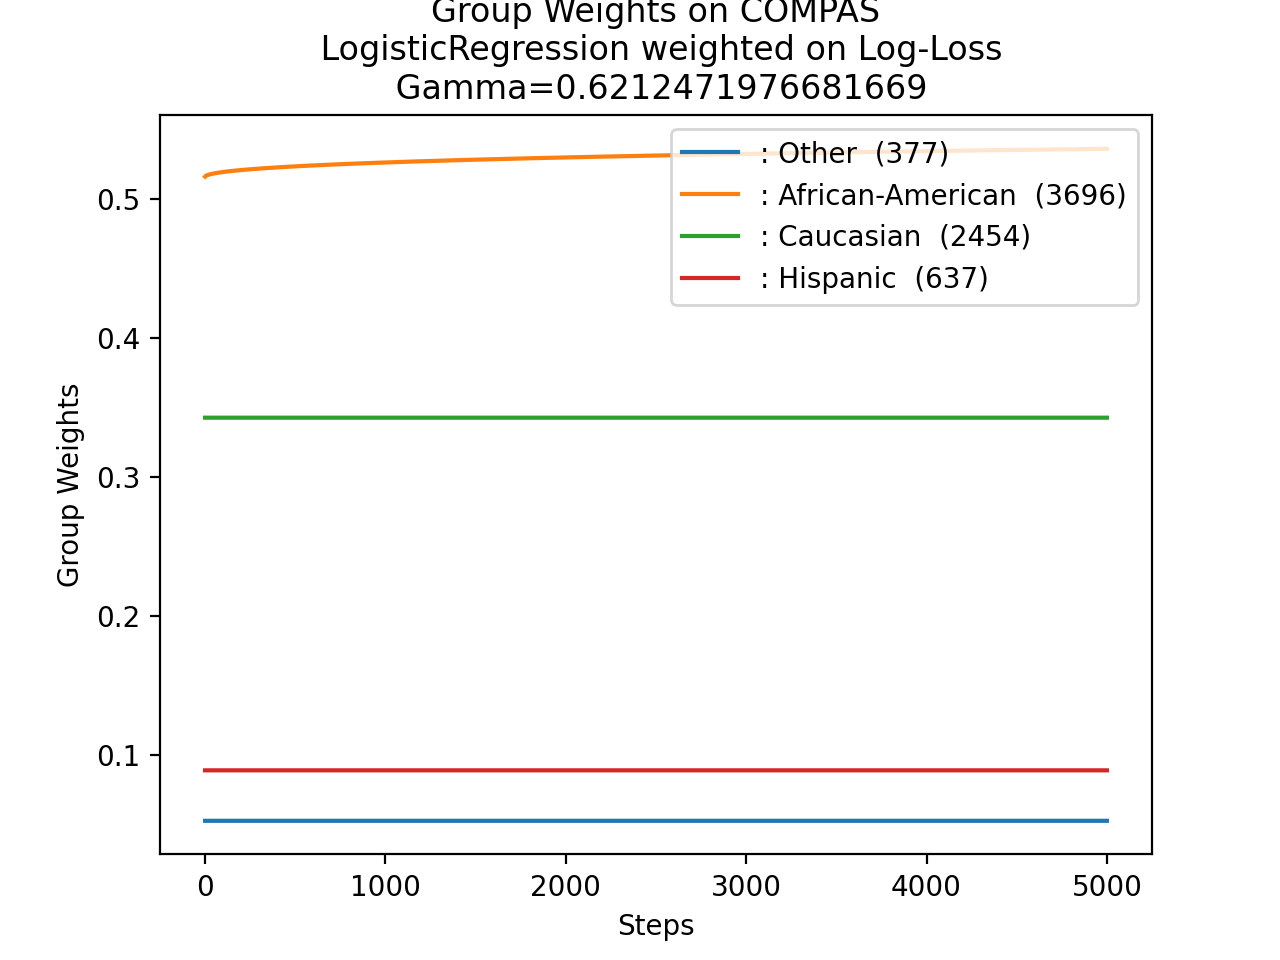 Group Weights on COMPAS
LogisticRegression weighted on Log-Loss
Gamma=0.6212471976681669
: Other (377)
: African-American (3696)
: Caucasian (2454)
: Hispanic (637)
0.5
0.4
0.3
0.2
0.1
Group Weights
0 1000 2000 3000 4000 5000
Steps